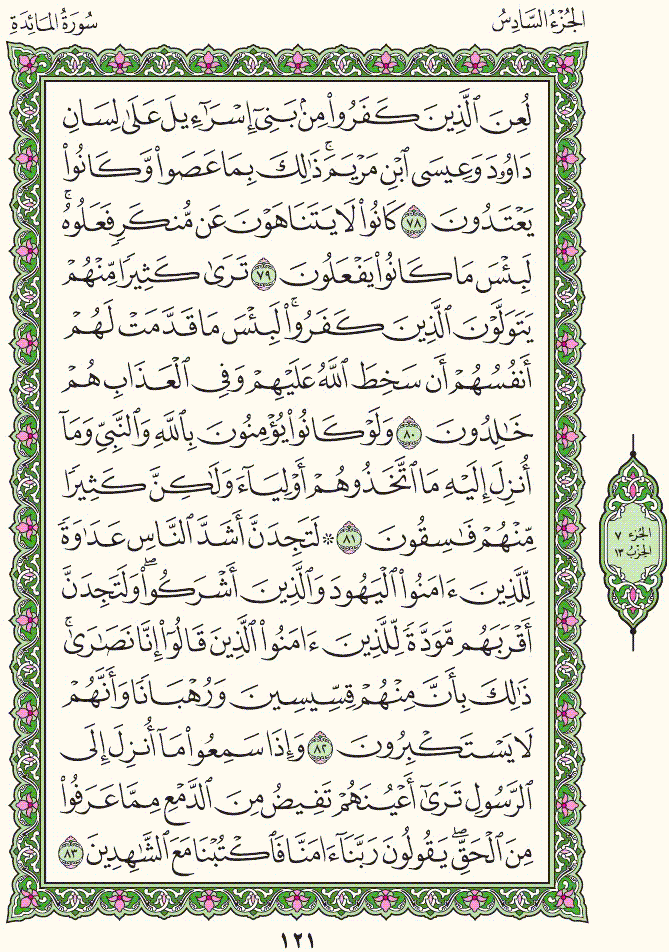 الجُزْءُ السَّادِسُ
سُورَةُ المَائِدَةِ
لُعِنَ ٱلَّذِينَ كَفَرُوا۟ مِنۢ بَنِىٓ إِسْرَٰٓءِيلَ عَلَىٰ لِسَانِ
دَاوُۥدَ وَعِيسَى ٱبْنِ مَرْيَمَ ۚ ذَٰلِكَ بِمَا عَصَوا۟ وَّكَانُوا۟
يَعْتَدُونَ ٧٨ كَانُوا۟ لَا يَتَنَاهَوْنَ عَن مُّنكَرٍ فَعَلُوهُ ۚ
لَبِئْسَ مَا كَانُوا۟ يَفْعَلُونَ ٧٩ تَرَىٰ كَثِيرًا مِّنْهُمْ
يَتَوَلَّوْنَ ٱلَّذِينَ كَفَرُوا۟ ۚ لَبِئْسَ مَا قَدَّمَتْ لَهُمْ
أَنفُسُهُمْ أَن سَخِطَ ٱللَّهُ عَلَيْهِمْ وَفِى ٱلْعَذَابِ هُمْ
خَٰلِدُونَ ٨٠ وَلَوْ كَانُوا۟ يُؤْمِنُونَ بِٱللَّهِ وَٱلنَّبِىِّ وَمَآ
أُنزِلَ إِلَيْهِ مَا ٱتَّخَذُوهُمْ أَوْلِيَآءَ وَلَٰكِنَّ كَثِيرًا
مِّنْهُمْ فَٰسِقُونَ ٨١ ۞ لَتَجِدَنَّ أَشَدَّ ٱلنَّاسِ عَدَٰوَةً
لِّلَّذِينَ ءَامَنُوا۟ ٱلْيَهُودَ وَٱلَّذِينَ أَشْرَكُوا۟ ۖ وَلَتَجِدَنَّ
أَقْرَبَهُم مَّوَدَّةً لِّلَّذِينَ ءَامَنُوا۟ ٱلَّذِينَ قَالُوٓا۟ إِنَّا نَصَٰرَىٰ ۚ
ذَٰلِكَ بِأَنَّ مِنْهُمْ قِسِّيسِينَ وَرُهْبَانًا وَأَنَّهُمْ
لَا يَسْتَكْبِرُونَ ٨٢ وَإِذَا سَمِعُوا۟ مَآ أُنزِلَ إِلَى
ٱلرَّسُولِ تَرَىٰٓ أَعْيُنَهُمْ تَفِيضُ مِنَ ٱلدَّمْعِ مِمَّا عَرَفُوا۟
مِنَ ٱلْحَقِّ ۖ يَقُولُونَ رَبَّنَآ ءَامَنَّا فَٱكْتُبْنَا مَعَ ٱلشَّٰهِدِينَ ٨٣
الجُزْءُ ٧
الحِزْبُ ١٣
١٢١